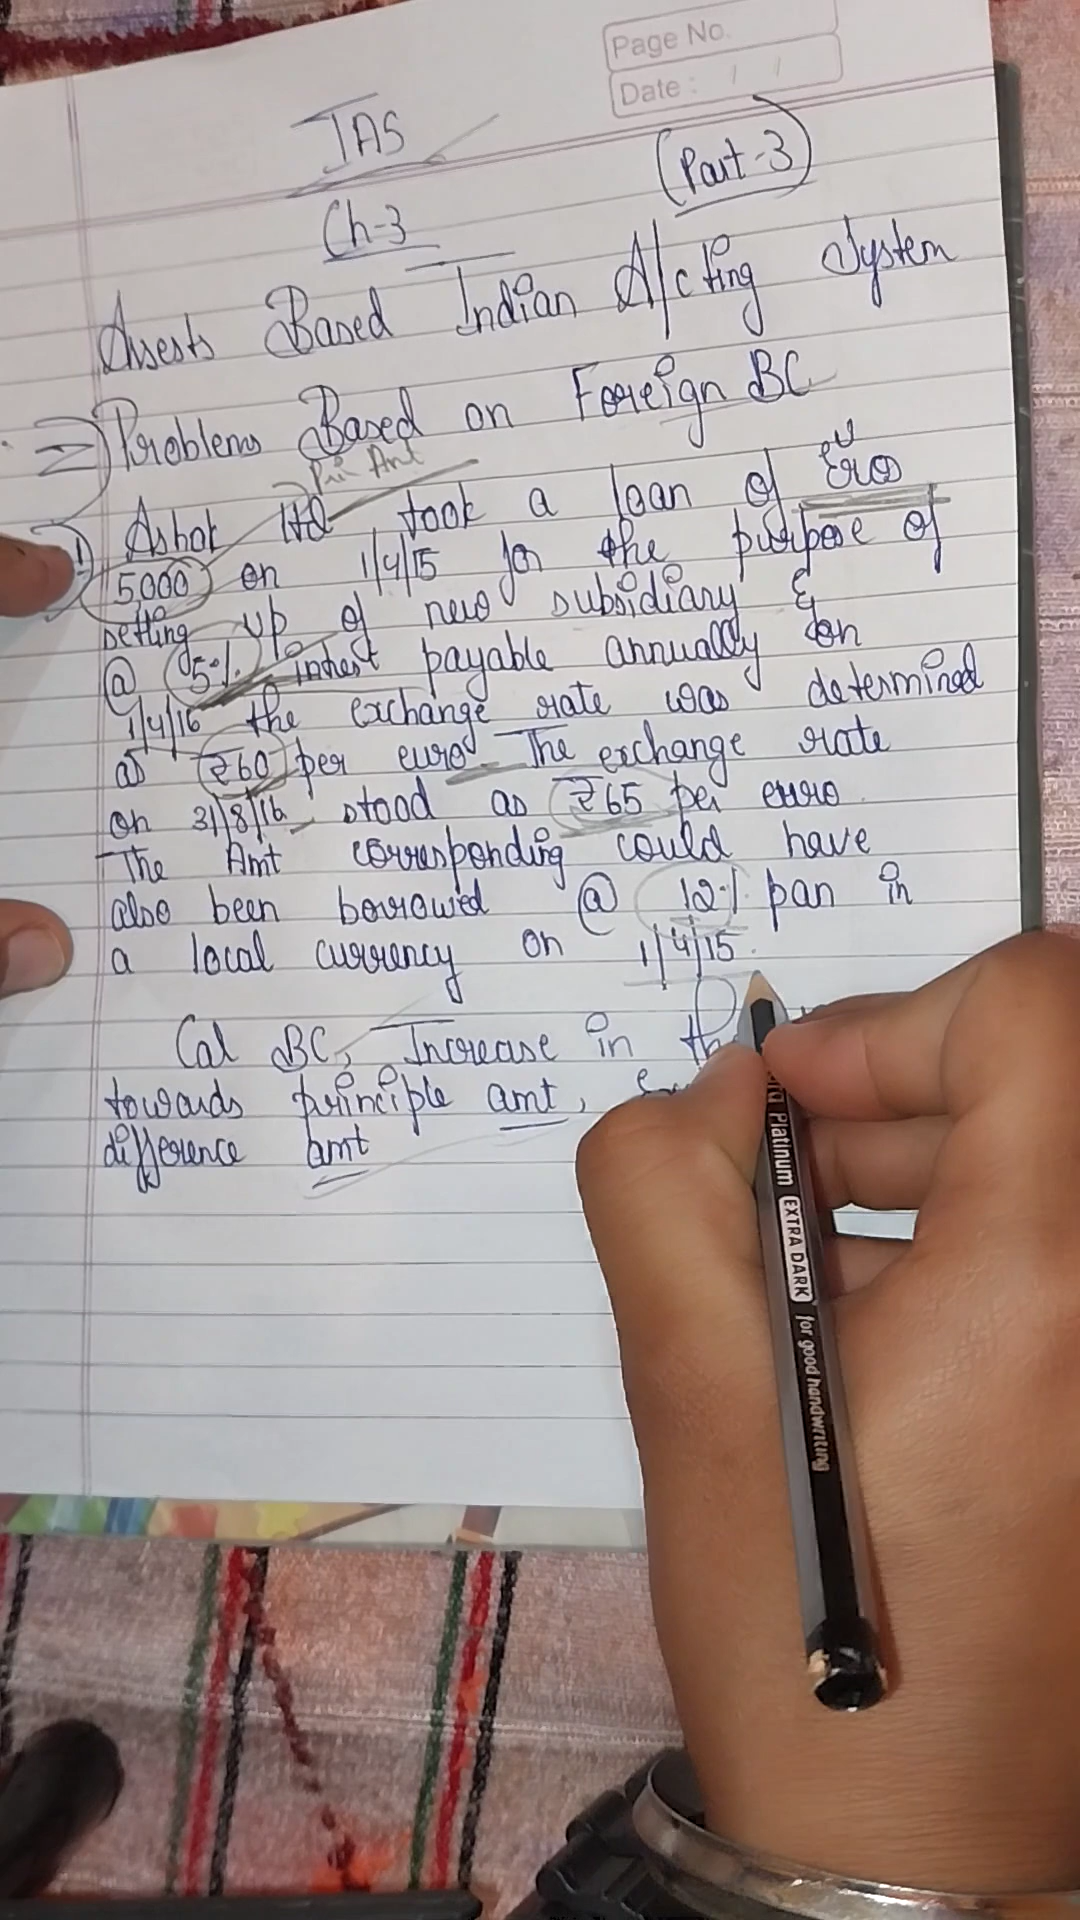 Page No.
Date : / /
IAS
(Part-3)
Ch-3
Assests Based Indian A/cting System
Problems Based on Foreign BC
Pri Amt
1) Ashok ltd took a loan of Eros
u
5000 on 1/4/15 for the purpose of
setting up of new subsidiary &
@ 5% intrest payable annually & on
1/4/16 the exchange rate was determined
as ₹60 per euro The exchange rate
on 31/8/16 stood as ₹65 per euro
The Amt corresponding could have
also been borrowed @ 12% pan in
a local currency on 1/4/15.
Cal BC, Increase in the
towards principle amt,
difference amt
Platinum EXTRA DARK for good handwriting